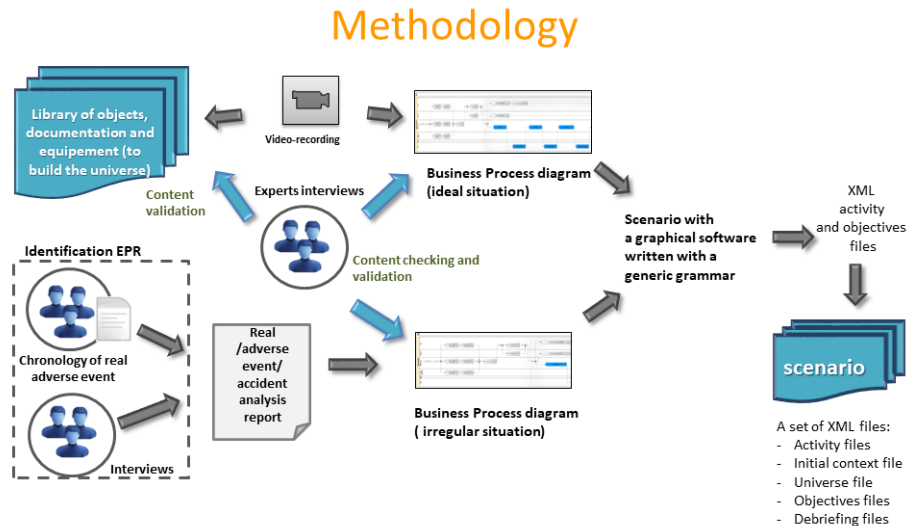 Methodology
Library of objects,
documentation and
equipement (to
build the universe)
Video-recording
Business Process diagram
(ideal situation)
Content
validation
Experts interviews
Content checking and
validation
Scenario with
a graphical software
written with a
generic grammar
XML
activity
and objectives
files
Identification EPR
Chronology of real
adverse event
Interviews
Real
/adverse
event/
accident
analysis
report
Business Process diagram
( irregular situation)
scenario
A set of XML files:
- Activity files
- Initial context file
- Universe file
- Objectives files
- Debriefing files